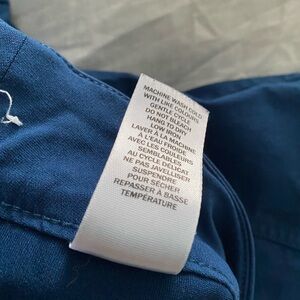 MACHINE WASH COLD
WITH LIKE COLOURS
GENTLE CYCLE
DO NOT BLEACH
HANG TO DRY
LOW IRON
LAVER À LA MACHINE
À L'EAU FROIDE
AVEC LES COULEURS
SEMBLABLES
AU CYCLE DÉLICAT
NE PAS JAVELLISER
SUSPENDRE
POUR SÉCHER
REPASSER À BASSE
TEMPÉRATURE